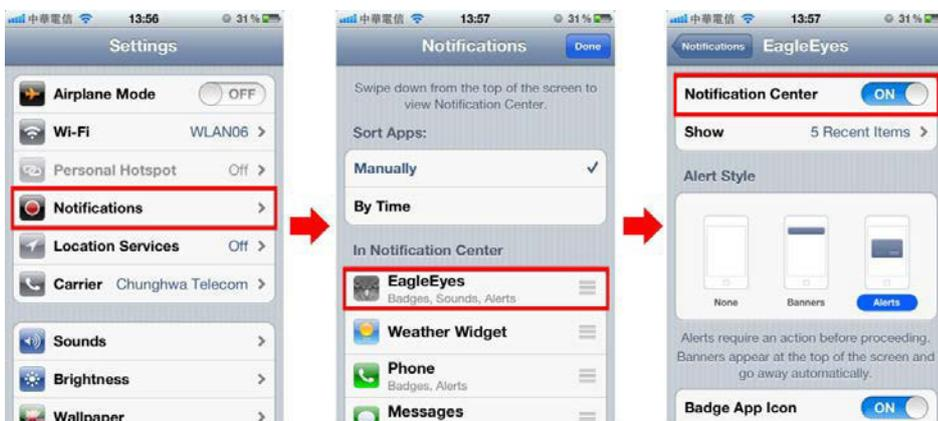 中華電信 13:56 31%
Settings
Airplane Mode OFF
Wi-Fi WLAN06
Personal Hotspot Off
Notifications
Location Services Off
Carrier Chunghwa Telecom
Sounds
Brightness
Wallpaper
中華電信 13:57 31%
Notifications Done
Swipe down from the top of the screen to
view Notification Center.
Sort Apps:
Manually
By Time
In Notification Center
EagleEyes
Badges, Sounds, Alerts
Weather Widget
Phone
Badges, Alerts
Messages
中華電信 13:57 31%
Notifications EagleEyes
Notification Center ON
Show 5 Recent Items
Alert Style
None Banners Alerts
Alerts require an action before proceeding.
Banners appear at the top of the screen and
go away automatically.
Badge App Icon ON